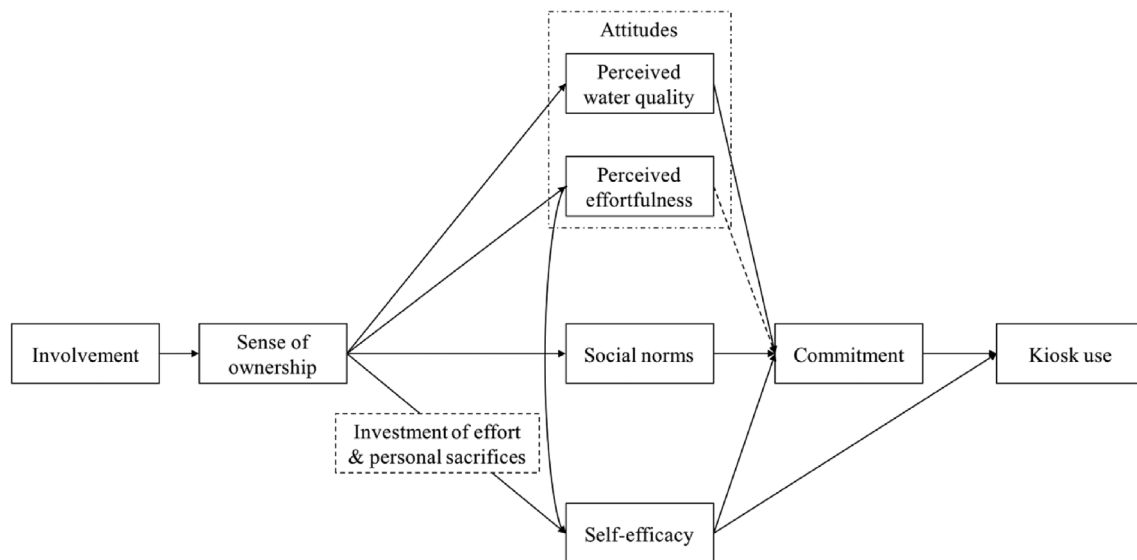 Attitudes
Perceived
water quality
Perceived
effortfulness
Involvement
Sense of
ownership
Social norms
Commitment
Kiosk use
Investment of effort
& personal sacrifices
Self-efficacy